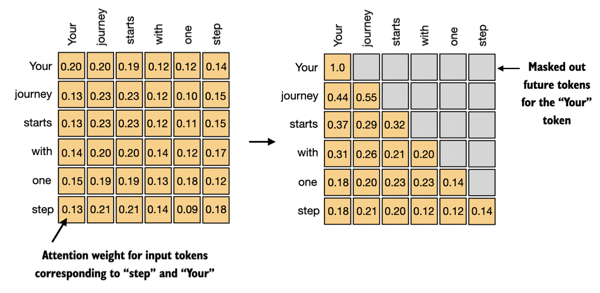 Your journey starts with one step
Your 0.20 0.20 0.19 0.12 0.12 0.14
journey 0.13 0.23 0.23 0.12 0.10 0.15
starts 0.13 0.23 0.23 0.12 0.11 0.15
with 0.14 0.20 0.20 0.14 0.12 0.17
one 0.15 0.19 0.19 0.13 0.18 0.12
step 0.13 0.21 0.21 0.14 0.09 0.18
Attention weight for input tokens
corresponding to “step” and “Your”
Your journey starts with one step
Your 1.0
journey 0.44 0.55
starts 0.37 0.29 0.32
with 0.31 0.26 0.21 0.20
one 0.18 0.20 0.23 0.23 0.14
step 0.18 0.21 0.20 0.12 0.12 0.14
Masked out
future tokens
for the “Your”
token